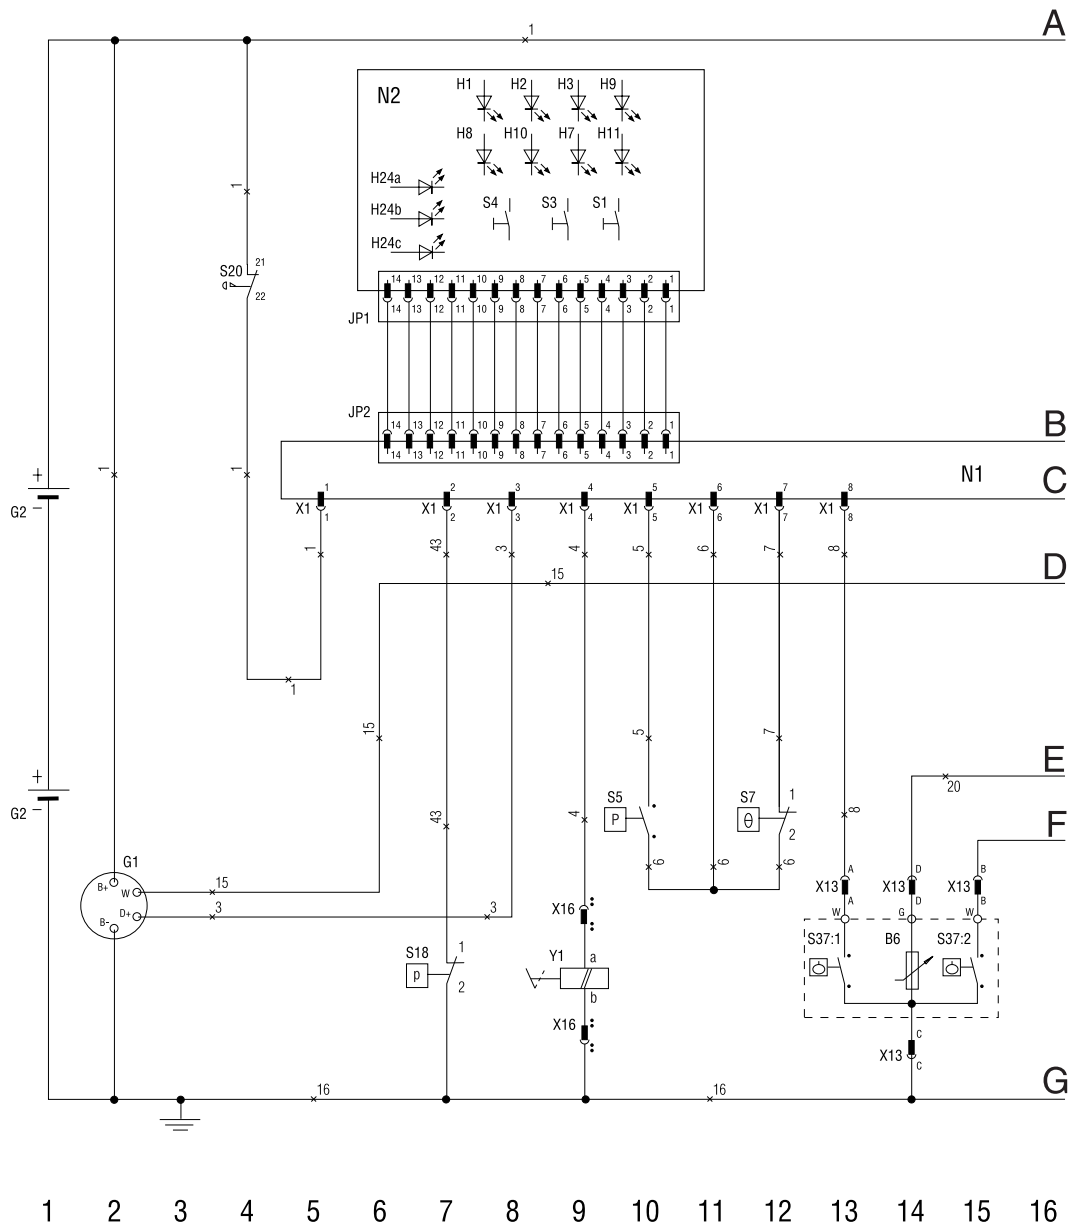 1
A
N2
H1 H2 H3 H9
H8 H10 H7 H11
H24a
H24b
H24c
S4 S3 S1
1
S20
21
22
14 13 12 11 10 9 8 7 6 5 4 3 2 1
14 13 12 11 10 9 8 7 6 5 4 3 2 1
JP1
JP2
14 13 12 11 10 9 8 7 6 5 4 3 2 1
14 13 12 11 10 9 8 7 6 5 4 3 2 1
B
N1
C
1 1
+
G2 −
1 2 3 4 5 6 7 8
X1 X1 X1 X1 X1 X1 X1 X1
1 2 3 4 5 6 7 8
1 43 3 4 5 6 7 8
15
D
1
15 5 7
+
G2 −
E
20
43 4 8
S5 P
S7 θ 1 2
F
6 6 6
G1
B+ W D+ B-
15
3 3
A D B
X13 X13 X13
A D B
W G W
X16
S37:1 B6 S37:2
S18 p 1 2
Y1 a b
X16
X13 C C
1 16 16
G
1 2 3 4 5 6 7 8 9 10 11 12 13 14 15 16